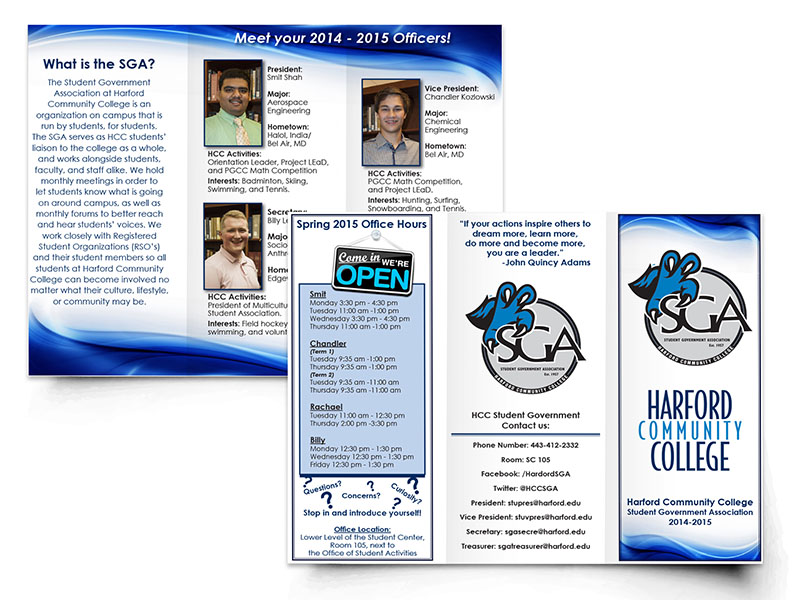 Meet your 2014 - 2015 Officers!
What is the SGA?
The Student Government
Association at Harford
Community College is an
organization on campus that is
run by students, for students.
The SGA serves as HCC students'
liaison to the college as a whole,
and works alongside students,
faculty, and staff alike. We hold
monthly meetings in order to
let students know what is going
on around campus, as well as
monthly forums to better reach
and hear students' voices. We
work closely with Registered
Student Organizations (RSO's)
and their student members so all
students at Harford Community
College can become involved no
matter what their culture, lifestyle,
or community may be.
President:
Smit Shah
Major:
Aerospace
Engineering
Hometown:
Halol, India/
Bel Air, MD
HCC Activities:
Orientation Leader, Project LEaD,
and PGCC Math Competition
Interests: Badminton, Skiing,
Swimming, and Tennis.
Vice President:
Chandler Kozlowski
Major:
Chemical
Engineering
Hometown:
Bel Air, MD
HCC Activities:
PGCC Math Competition,
and Project LEaD.
Interests: Hunting, Surfing,
Snowboarding, and Tennis.
Billy
Major:
HCC Activities:
President of
Student Association.
Interests: Field hockey
swimming, and
Spring 2015 Office Hours
Come in
WE'RE
OPEN
Smit
Monday 3:30 pm - 4:30 pm
Tuesday 11:00 am -1:00 pm
Wednesday 3:30 pm - 4:30 pm
Thursday 11:00 am -1:00 pm
Chandler
(Term 1)
Tuesday 9:35 am -1:00 pm
Thursday 9:35 am -1:00 pm
(Term 2)
Tuesday 9:35 am -11:00 am
Thursday 9:35 am -11:00 am
Rachael
Tuesday 11:00 am - 12:30 pm
Thursday 2:00 pm -3:30 pm
Billy
Monday 12:30 pm - 1:30 pm
Wednesday 12:30 pm - 1:30 pm
Friday 12:30 pm - 1:30 pm
? ? ? ? ?
Questions?
Concerns?
Curiosity?
Stop in and introduce yourself!
Office Location:
Lower Level of the Student Center,
Room 105, next to
the Office of Student Activities
"If your actions inspire others to
dream more, learn more,
do more and become more,
you are a leader."
-John Quincy Adams
SGA
STUDENT GOVERNMENT ASSOCIATION
Est. 1957
HARFORD COMMUNITY COLLEGE
HCC Student Government
Contact us:
Phone Number: 443-412-2332
Room: SC 105
Facebook: /HardordSGA
Twitter: @HCCSGA
President: stupres@harford.edu
Vice President: stuvpres@harford.edu
Secretary: sgasecre@harford.edu
Treasurer: sgatreasurer@harford.edu
SGA
STUDENT GOVERNMENT ASSOCIATION
Est. 1957
HARFORD COMMUNITY COLLEGE
HARFORD
COMMUNITY
COLLEGE
Harford Community College
Student Government Association
2014-2015